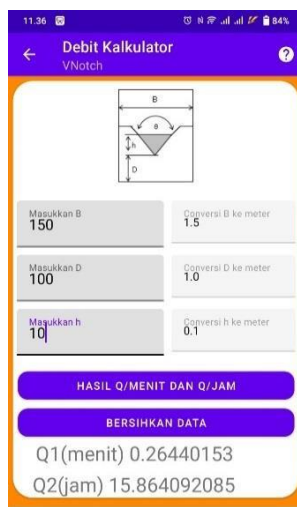 11.36 84%
Debit Kalkulator
VNotch
B
θ
h
D
Masukkan B
150
Conversi B ke meter
1.5
Masukkan D
100
Conversi D ke meter
1.0
Masukkan h
10
Conversi h ke meter
0.1
HASIL Q/MENIT DAN Q/JAM
BERSIHKAN DATA
Q1(menit) 0.26440153
Q2(jam) 15.864092085